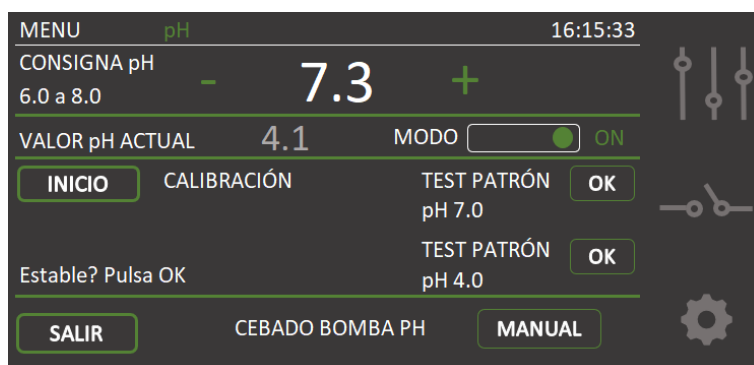 MENU pH 16:15:33
CONSIGNA pH
6.0 a 8.0 - 7.3 +
VALOR pH ACTUAL 4.1 MODO ON
INICIO CALIBRACIÓN TEST PATRÓN OK
pH 7.0
TEST PATRÓN OK
Estable? Pulsa OK pH 4.0
SALIR CEBADO BOMBA PH MANUAL